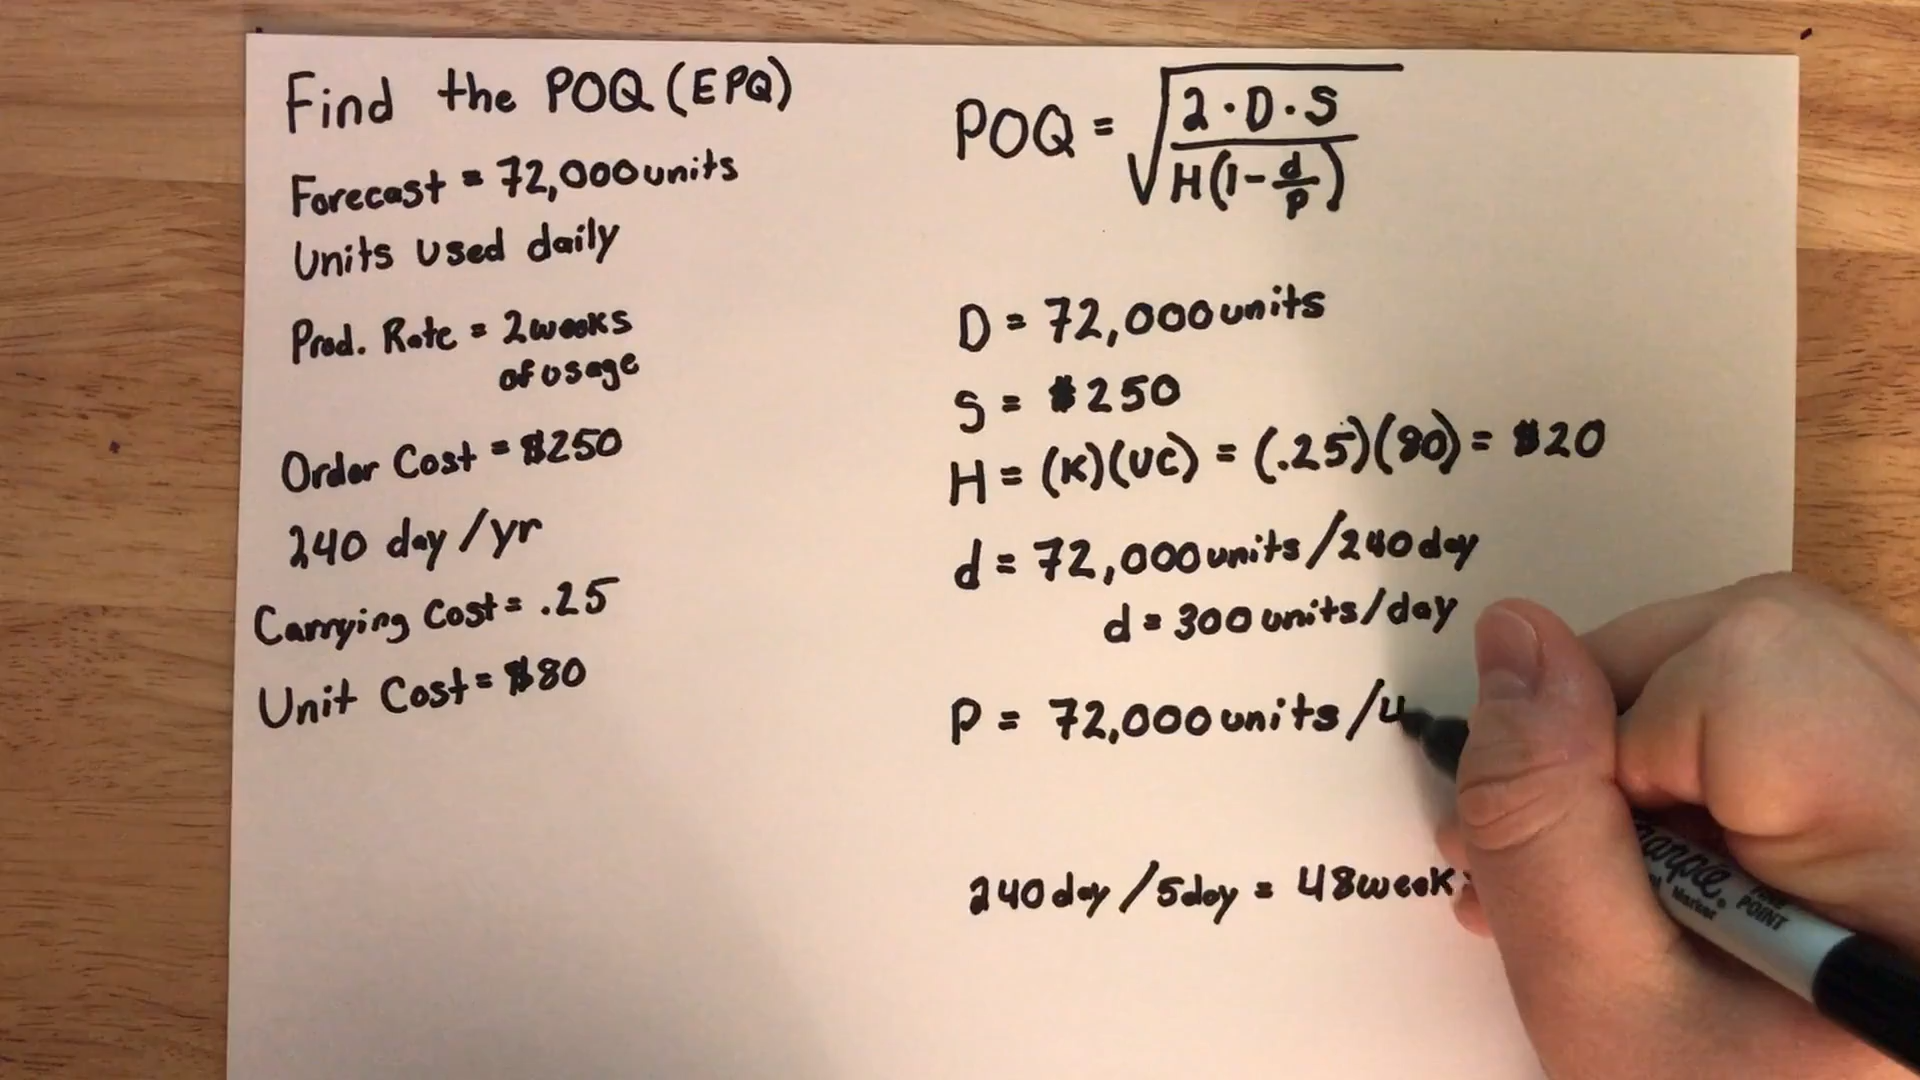 Find the POQ (EPQ)
Forecast = 72,000 units
Units used daily
Prod. Rate = 2 weeks
of usage
Order Cost = $250
240 day /yr
Carrying Cost = .25
Unit Cost = $80
POQ = √
2 · D · S
H(1 - d/p)
D = 72,000 units
S = $250
H = (K)(UC) = (.25)(80) = $20
d = 72,000 units /240 day
d = 300 units/day
P = 72,000 units /4
240 day /5 day = 48 week
FINE
POINT